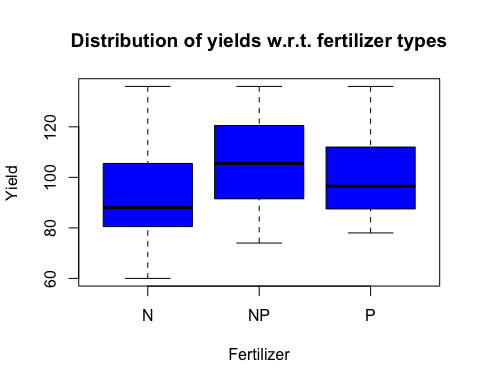 Distribution of yields w.r.t. fertilizer types
Yield
120
100
80
60
N NP P
Fertilizer